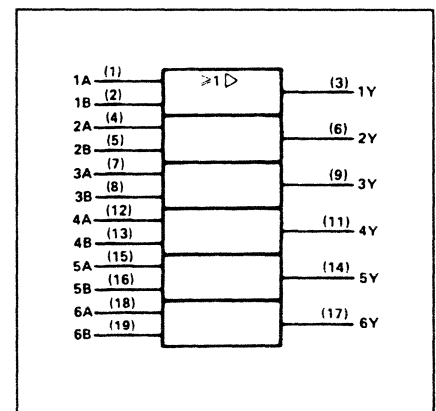 1A (1) ≥1 ▷ (3) 1Y
1B (2)
2A (4) (6) 2Y
2B (5)
3A (7) (9) 3Y
3B (8)
4A (12) (11) 4Y
4B (13)
5A (15) (14) 5Y
5B (16)
6A (18) (17) 6Y
6B (19)